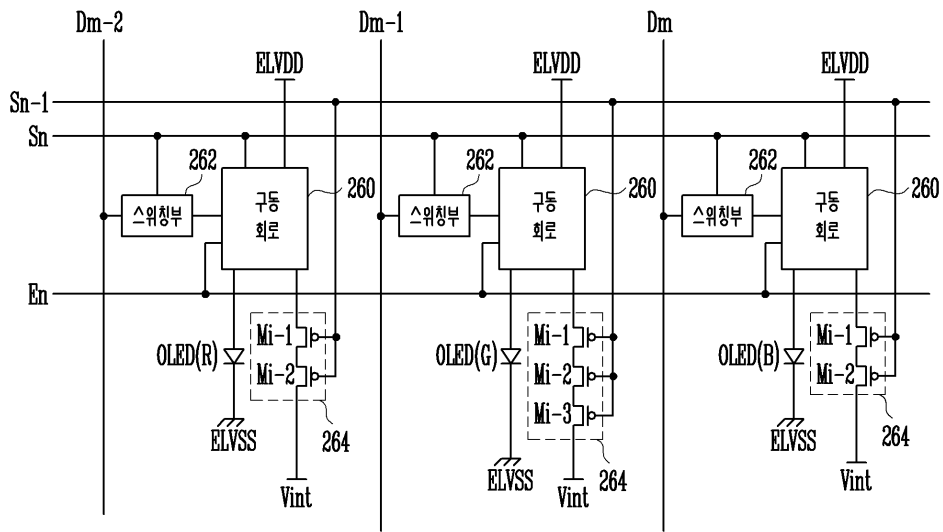 Dm-2 Dm-1 Dm
ELVDD ELVDD ELVDD
Sn-1
Sn
262 262 262
260 260 260
스위칭부 구동 회로 스위칭부 구동 회로 스위칭부 구동 회로
En
Mi-1 Mi-1 Mi-1
OLED(R) OLED(G) OLED(B)
Mi-2 Mi-2 Mi-2
Mi-3
ELVSS 264 ELVSS 264
ELVSS 264
Vint Vint Vint